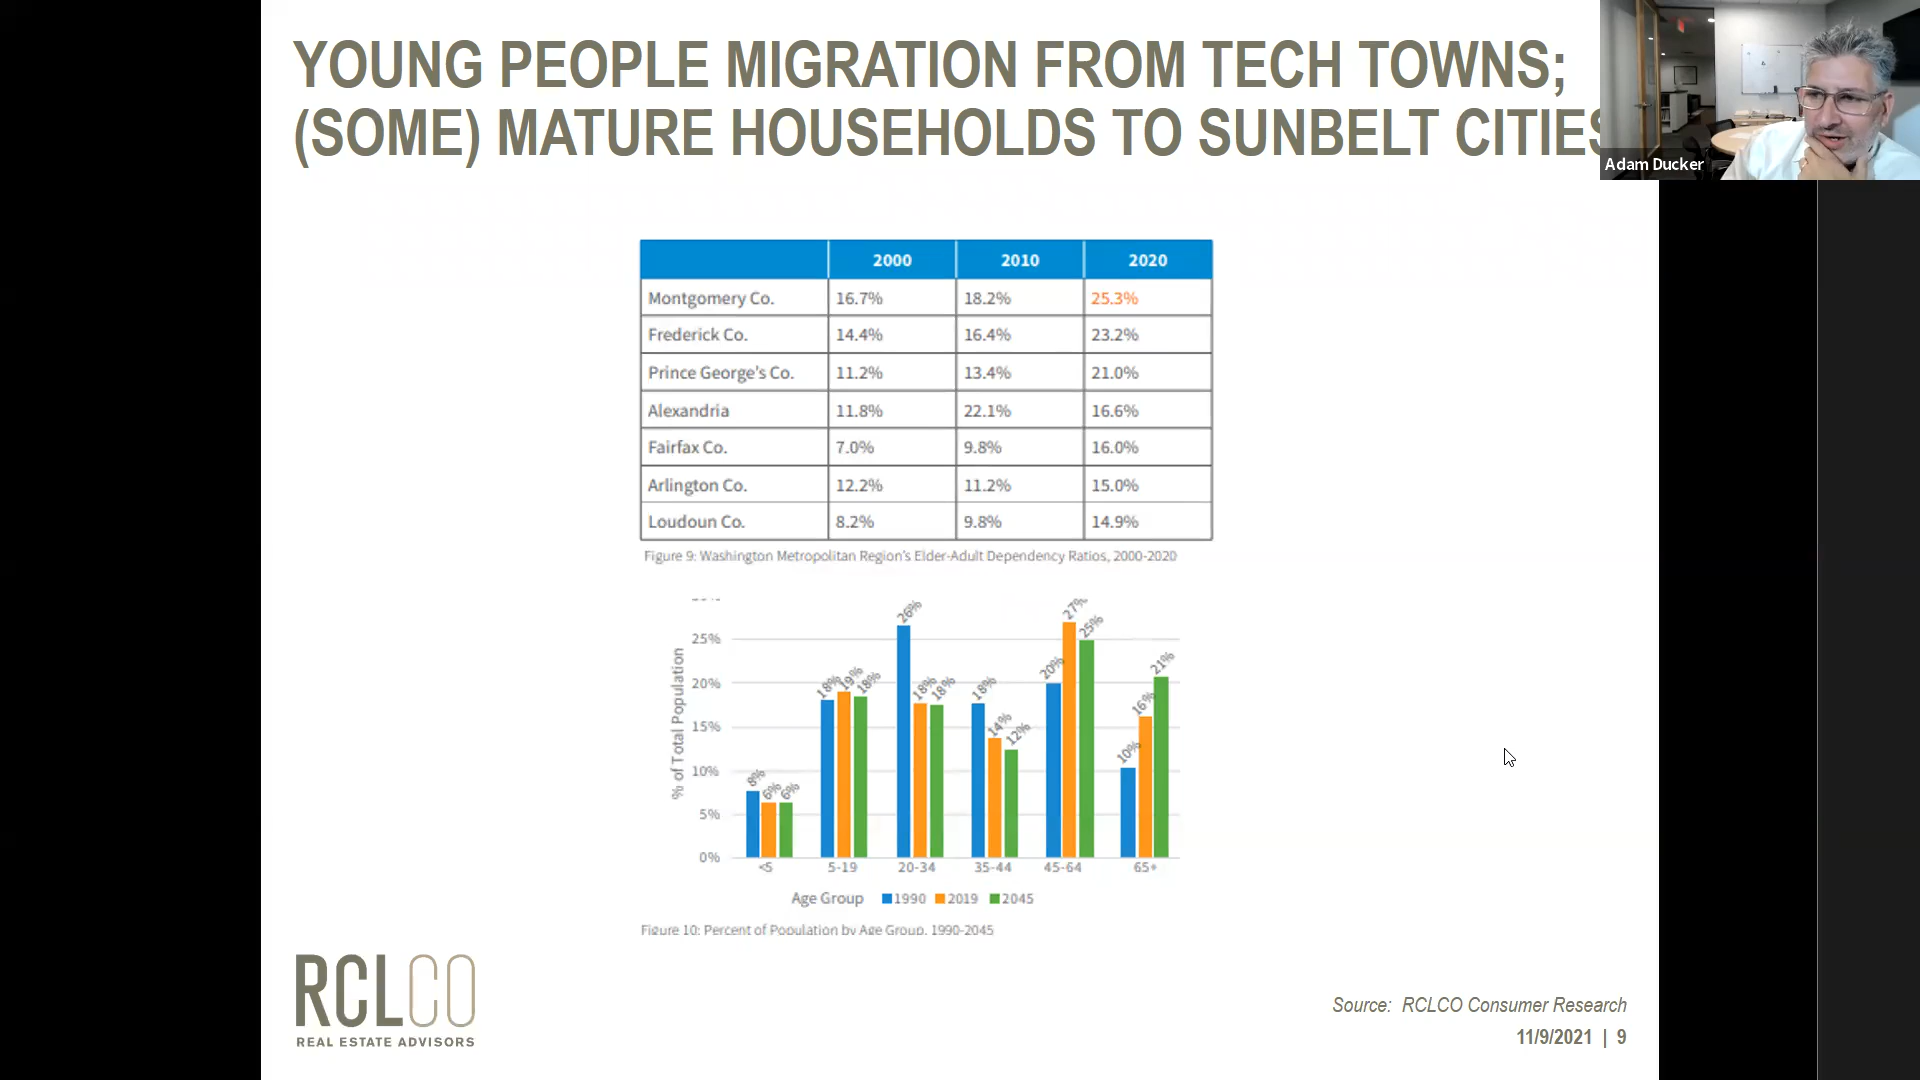 YOUNG PEOPLE MIGRATION FROM TECH TOWNS;
(SOME) MATURE HOUSEHOLDS TO SUNBELT CITIES
Adam Ducker
2000 2010 2020
Montgomery Co. 16.7% 18.2% 25.3%
Frederick Co. 14.4% 16.4% 23.2%
Prince George's Co. 11.2% 13.4% 21.0%
Alexandria 11.8% 22.1% 16.6%
Fairfax Co. 7.0% 9.8% 16.0%
Arlington Co. 12.2% 11.2% 15.0%
Loudoun Co. 8.2% 9.8% 14.9%
Figure 9: Washington Metropolitan Region's Elder-Adult Dependency Ratios, 2000-2020
% of Total Population
25%
20%
15%
10%
5%
0%
8% 6% 6%
18% 19% 18%
26% 18% 18%
18% 14% 12%
20% 27% 25%
10% 16% 21%
<5 5-19 20-34 35-44 45-64 65+
Age Group 1990 2019 2045
Figure 10: Percent of Population by Age Group, 1990-2045
RCLCO
REAL ESTATE ADVISORS
Source: RCLCO Consumer Research
11/9/2021 | 9